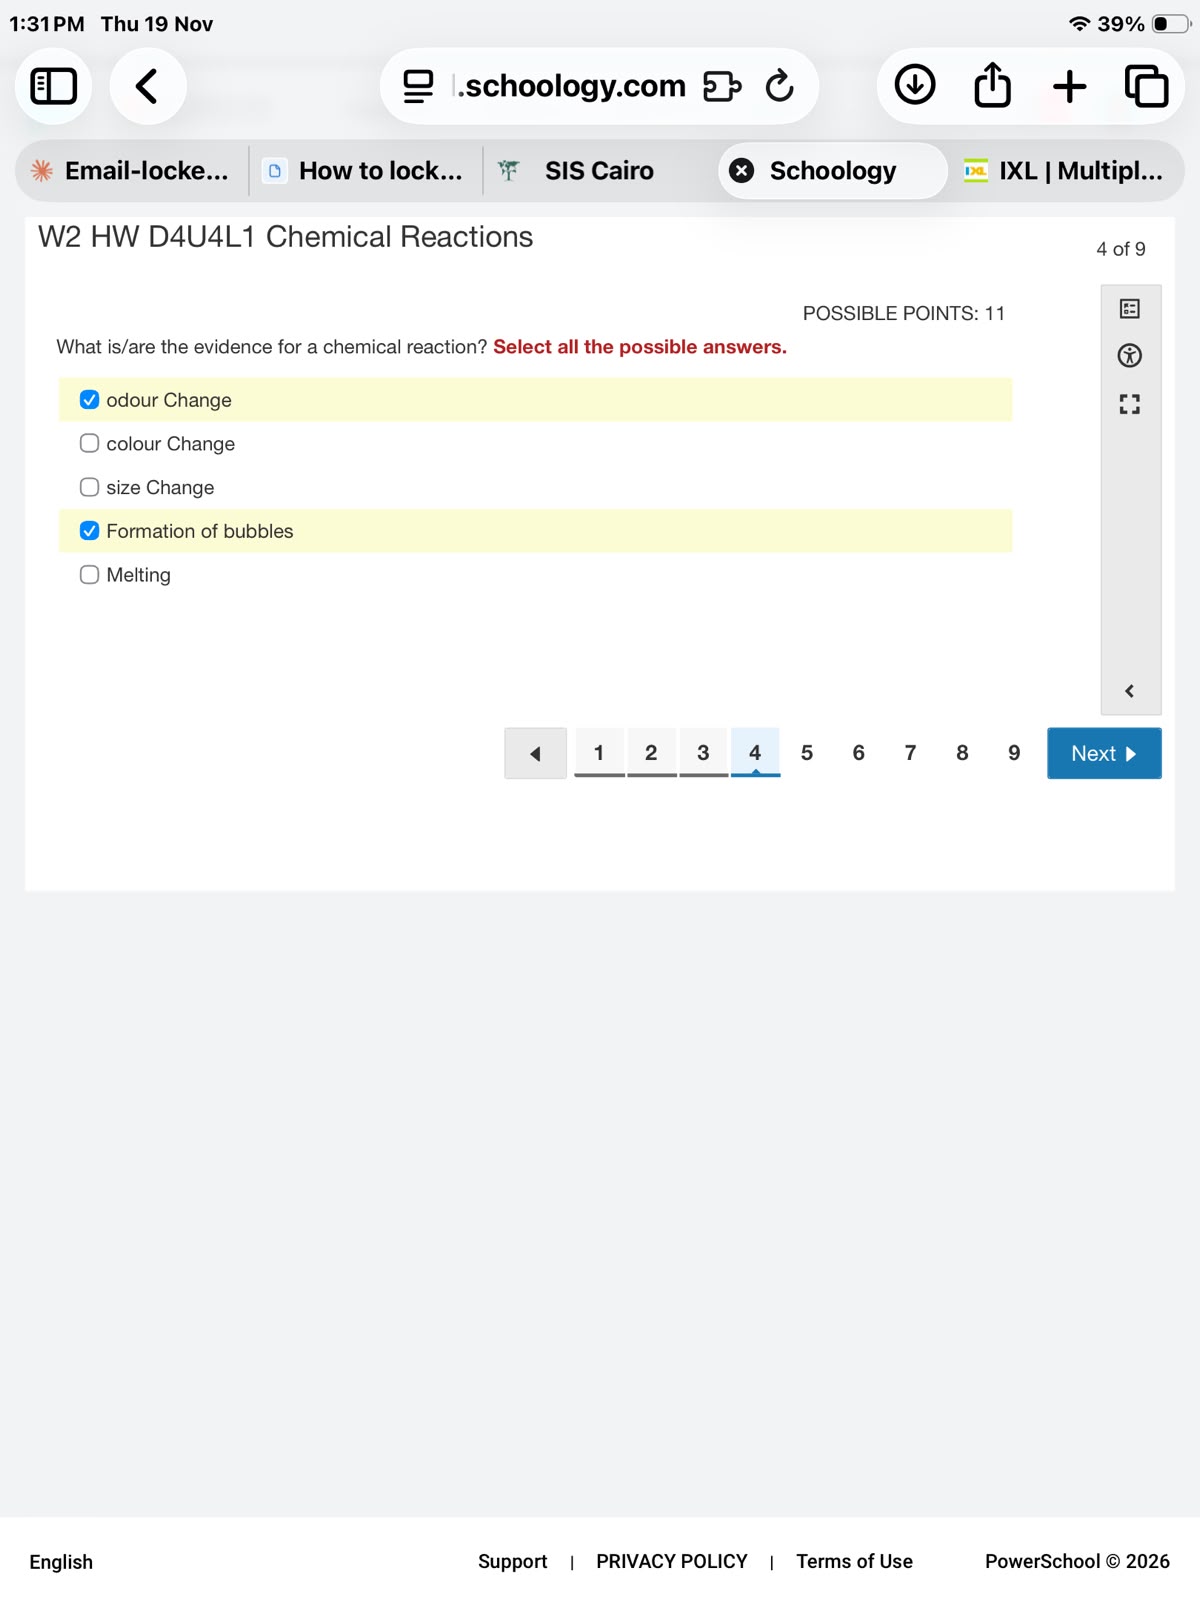 1:31 PM Thu 19 Nov
39%
.schoology.com
Email-locke...
How to lock...
SIS Cairo
Schoology
IXL | Multipl...
W2 HW D4U4L1 Chemical Reactions
4 of 9
POSSIBLE POINTS: 11
What is/are the evidence for a chemical reaction? Select all the possible answers.
odour Change
colour Change
size Change
Formation of bubbles
Melting
1 2 3 4 5 6 7 8 9 Next
English
Support | PRIVACY POLICY | Terms of Use
PowerSchool © 2026